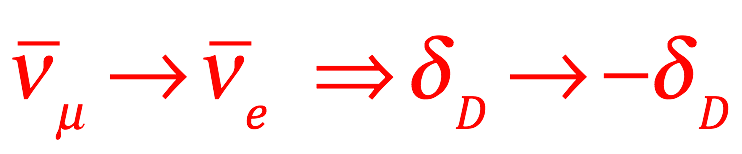 ν̅_μ → ν̅_e ⇒ δ_D → −δ_D